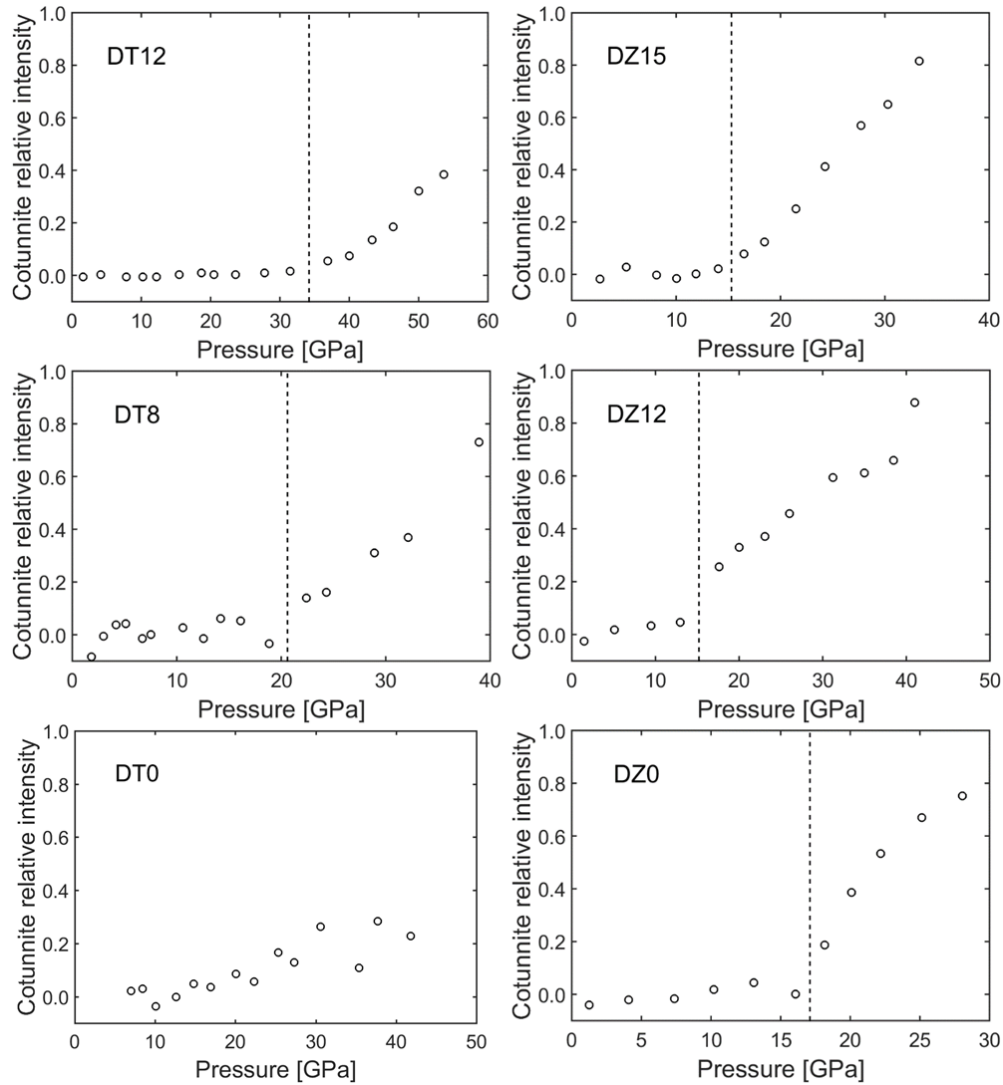 1.0
0.8
0.6
0.4
0.2
0.0
Cotunnite relative intensity
DT12
0 10 20 30 40 50 60
Pressure [GPa]
1.0
0.8
0.6
0.4
0.2
0.0
Cotunnite relative intensity
DZ15
0 10 20 30 40
Pressure [GPa]
1.0
0.8
0.6
0.4
0.2
0.0
Cotunnite relative intensity
DT8
0 10 20 30 40
Pressure [GPa]
1.0
0.8
0.6
0.4
0.2
0.0
Cotunnite relative intensity
DZ12
0 10 20 30 40 50
Pressure [GPa]
1.0
0.8
0.6
0.4
0.2
0.0
Cotunnite relative intensity
DT0
0 10 20 30 40 50
Pressure [GPa]
1.0
0.8
0.6
0.4
0.2
0.0
Cotunnite relative intensity
DZ0
0 5 10 15 20 25 30
Pressure [GPa]